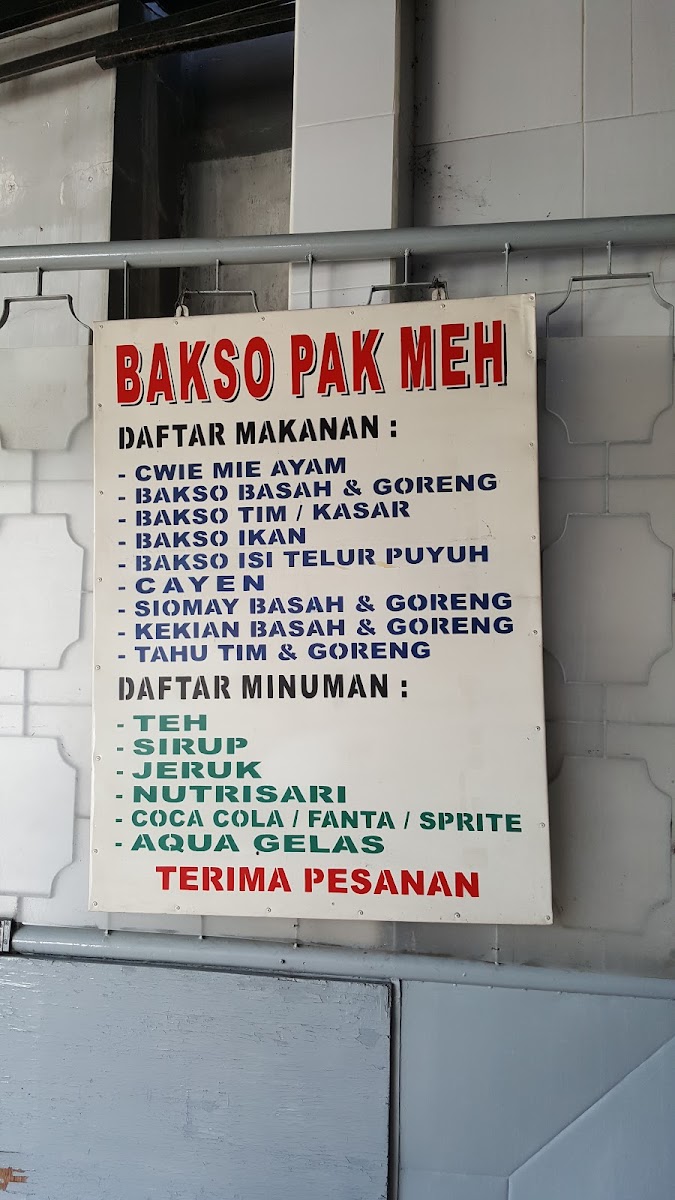 BAKSO PAK MEH
DAFTAR MAKANAN :
- CWIE MIE AYAM
- BAKSO BASAH & GORENG
- BAKSO TIM / KASAR
- BAKSO IKAN
- BAKSO ISI TELUR PUYUH
- CAYEN
- SIOMAY BASAH & GORENG
- KEKIAN BASAH & GORENG
- TAHU TIM & GORENG
DAFTAR MINUMAN :
- TEH
- SIRUP
- JERUK
- NUTRISARI
- COCA COLA / FANTA / SPRITE
- AQUA GELAS
TERIMA PESANAN